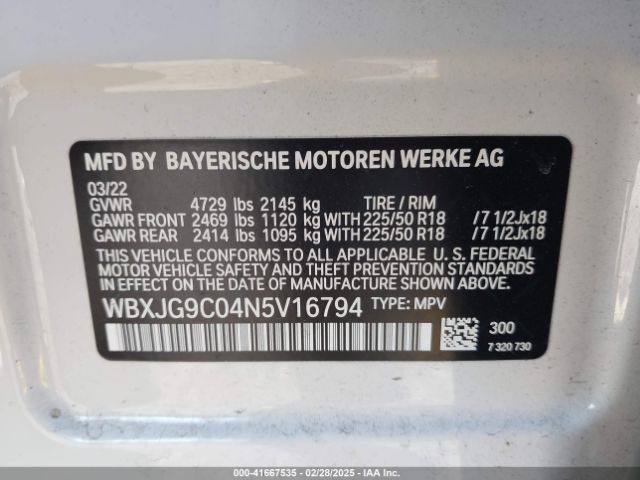 MFD BY BAYERISCHE MOTOREN WERKE AG
03/22
GVWR 4729 lbs 2145 kg TIRE / RIM
GAWR FRONT 2469 lbs 1120 kg WITH 225/50 R18 /7 1/2Jx18
GAWR REAR 2414 lbs 1095 kg WITH 225/50 R18 /7 1/2Jx18
THIS VEHICLE CONFORMS TO ALL APPLICABLE U. S. FEDERAL
MOTOR VEHICLE SAFETY AND THEFT PREVENTION STANDARDS
IN EFFECT ON THE DATE OF MANUFACTURE SHOWN ABOVE.
WBXJG9C04N5V16794 TYPE: MPV
300
7 320 730
000-41667535 / 02/28/2025 - IAA Inc.